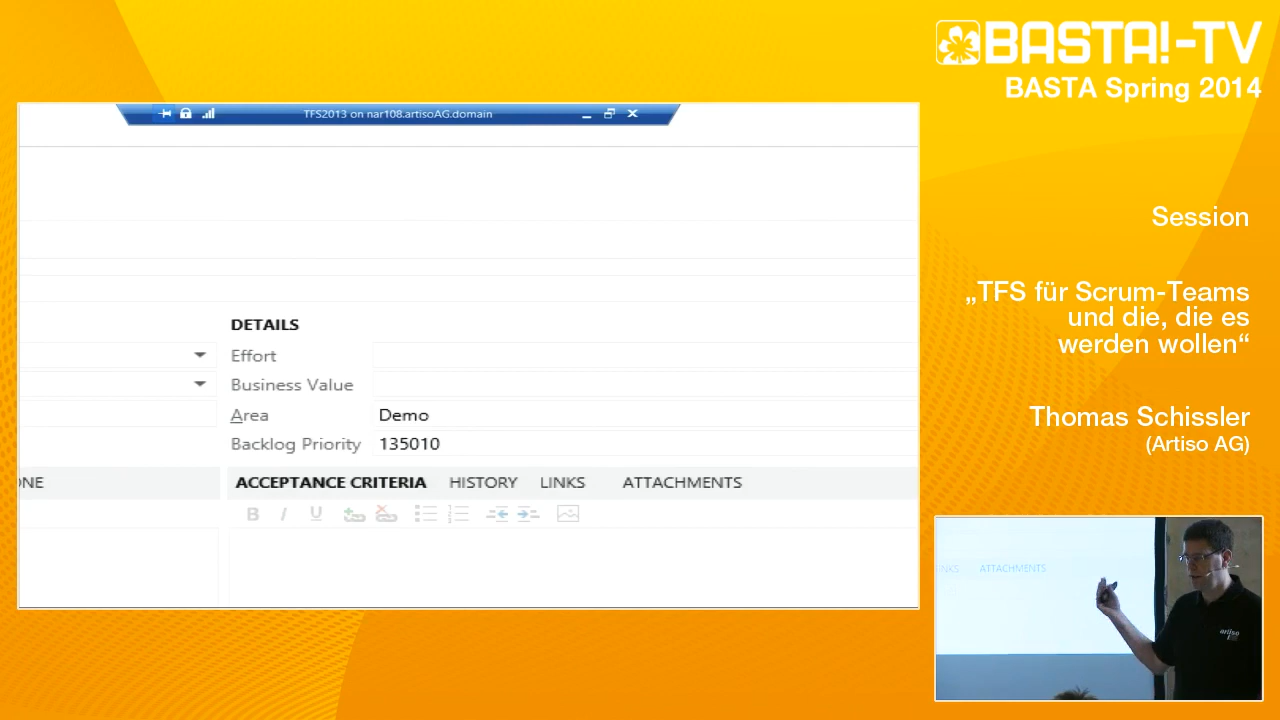 BASTA!-TV
BASTA Spring 2014
TFS2013 on nar108.artisoAG.domain
Session
„TFS für Scrum-Teams
und die, die es
werden wollen“
Thomas Schissler
(Artiso AG)
DETAILS
Effort
Business Value
Area Demo
Backlog Priority 135010
ONE ACCEPTANCE CRITERIA HISTORY LINKS ATTACHMENTS
B I U
LINKS ATTACHMENTS
artiso